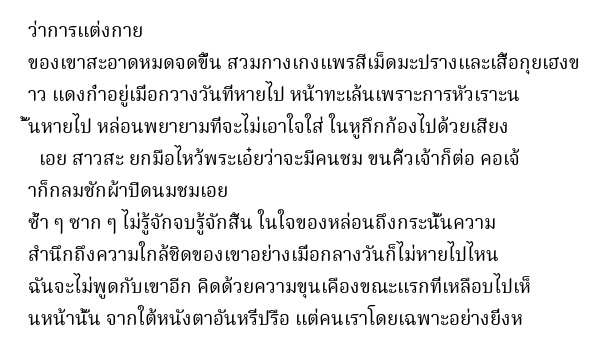 ว่าการแต่งกาย
ของเขาสะอาดหมดจดขึ้น สวมกางเกงแพรสีเม็ดมะปรางและเสื้อกุยเฮงข
าว แดงก่ำอยู่เมื่อกวางวันที่หายไป หน้าทะเล้นเพราะการหัวเราะน
ั้นหายไป หล่อนพยายามที่จะไม่เอาใจใส่ ในหูกึกก้องไปด้วยเสียง
เอย สาวสะ ยกมือไหว้พระเอ๋ยว่าจะมีคนชม ขนคิ้วเจ้าก็ต่อ คอเจ้
าก็กลมชักผ้าปิดนมชมเอย
ซ้ำ ๆ ซาก ๆ ไม่รู้จักจบรู้จักสิ้น ในใจของหล่อนถึงกระนั้นความ
สำนึกถึงความใกล้ชิดของเขาอย่างเมื่อกลางวันก็ไม่หายไปไหน
ฉันจะไม่พูดกับเขาอีก คิดด้วยความขุ่นเคืองขณะแรกที่เหลือบไปเห็
นหน้านั้น จากใต้หนังตาอันหรี่ปรือ แต่คนเราโดยเฉพาะอย่างยิ่งห